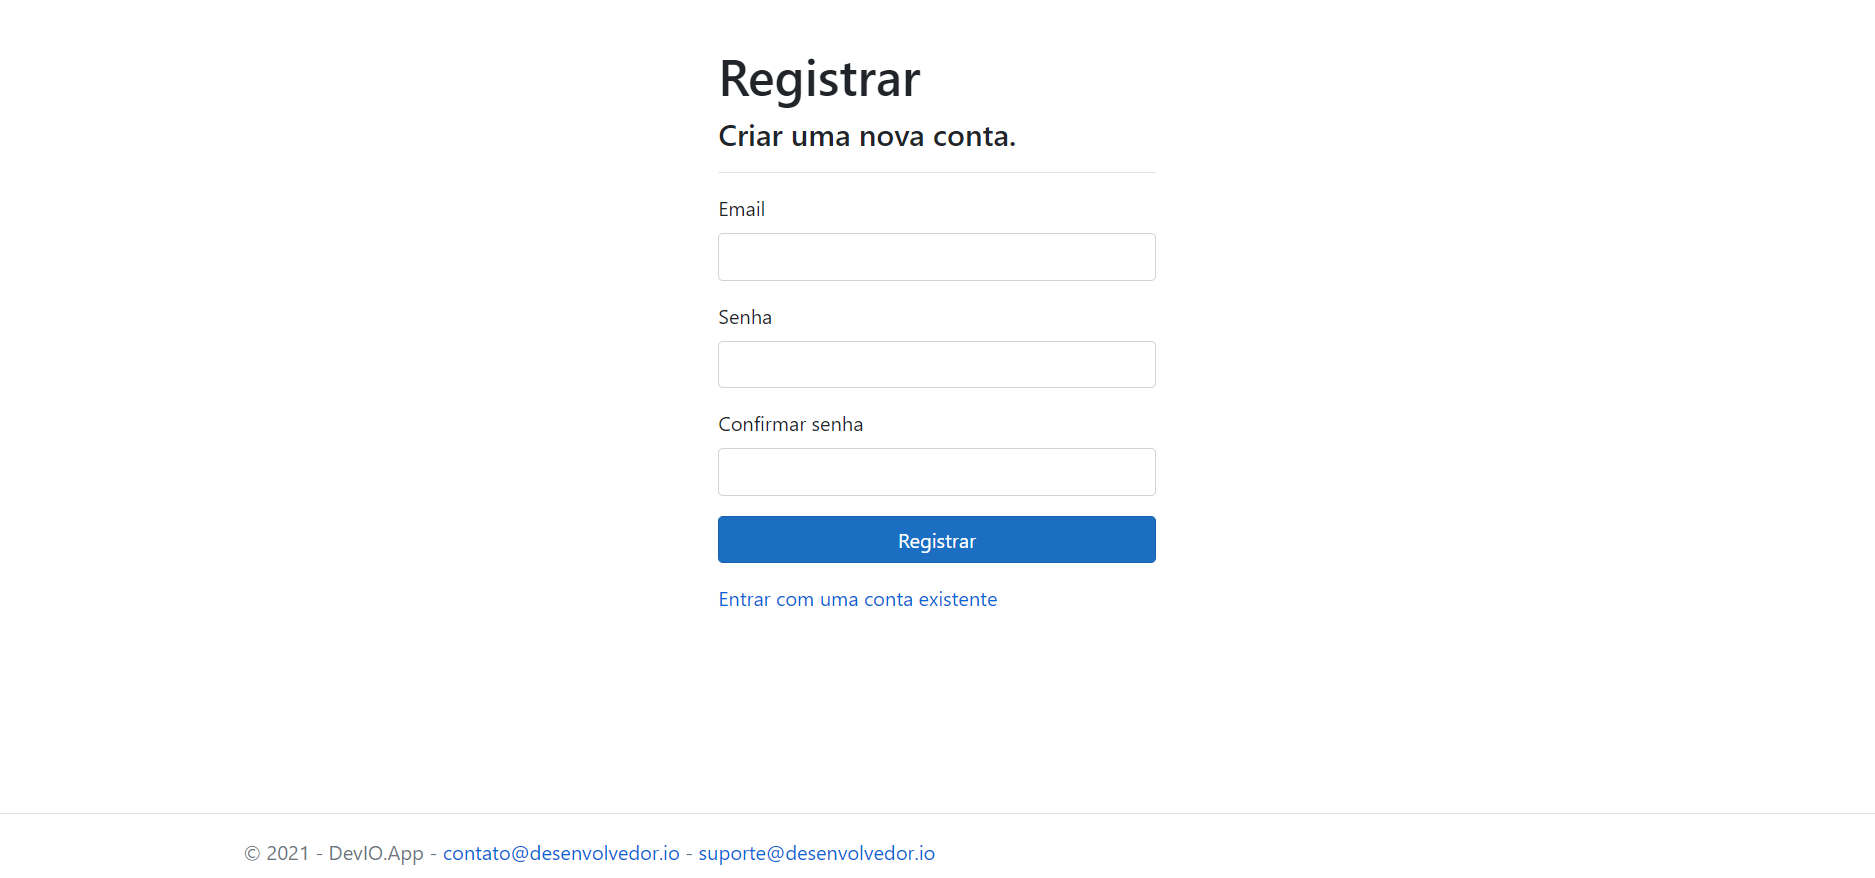 Registrar
Criar uma nova conta.
Email
Senha
Confirmar senha
Registrar
Entrar com uma conta existente
© 2021 - DevIO.App - contato@desenvolvedor.io - suporte@desenvolvedor.io